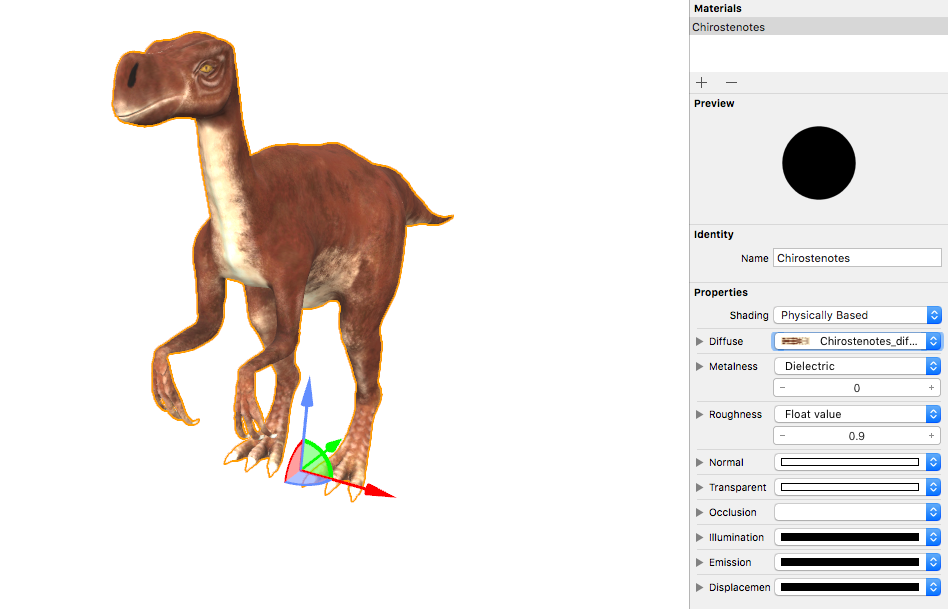 Materials
Chirostenotes
Preview
Identity
Name Chirostenotes
Properties
Shading Physically Based
Diffuse Chirostenotes_dif...
Metalness Dielectric
0
Roughness Float value
0.9
Normal
Transparent
Occlusion
Illumination
Emission
Displacemen